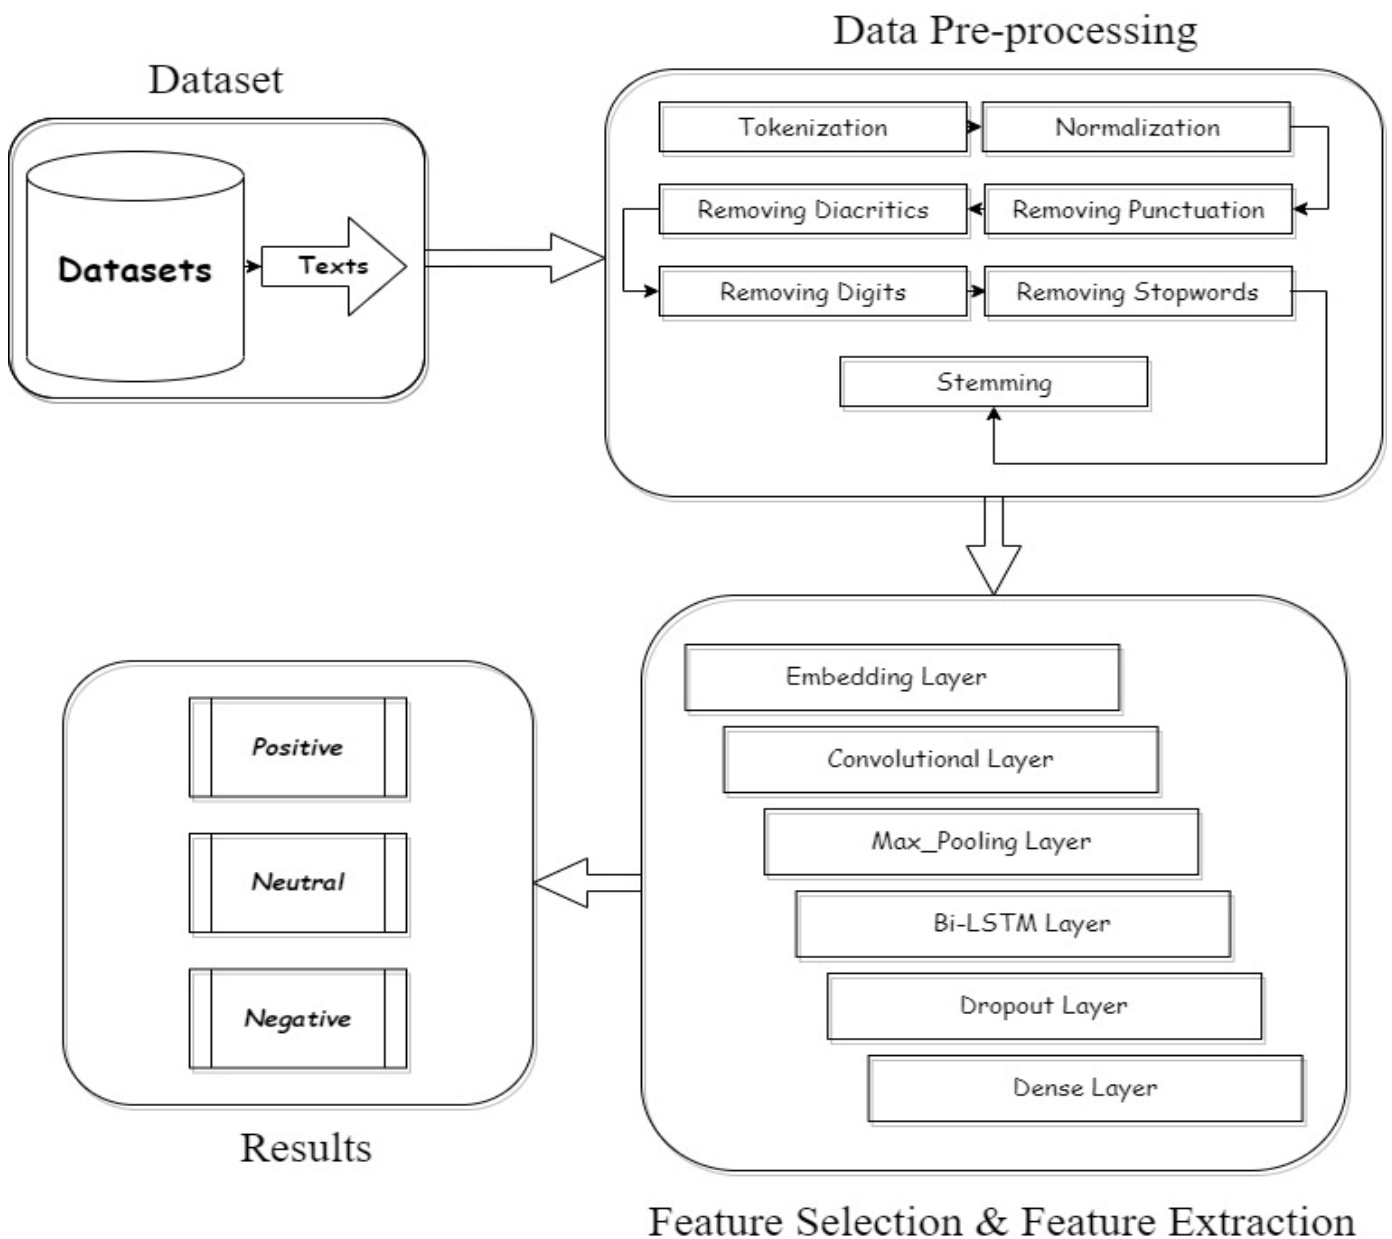 Dataset
Datasets
Texts
Data Pre-processing
Tokenization
Normalization
Removing Punctuation
Removing Diacritics
Removing Digits
Removing Stopwords
Stemming
Embedding Layer
Convolutional Layer
Max_Pooling Layer
Bi-LSTM Layer
Dropout Layer
Dense Layer
Feature Selection & Feature Extraction
Positive
Neutral
Negative
Results